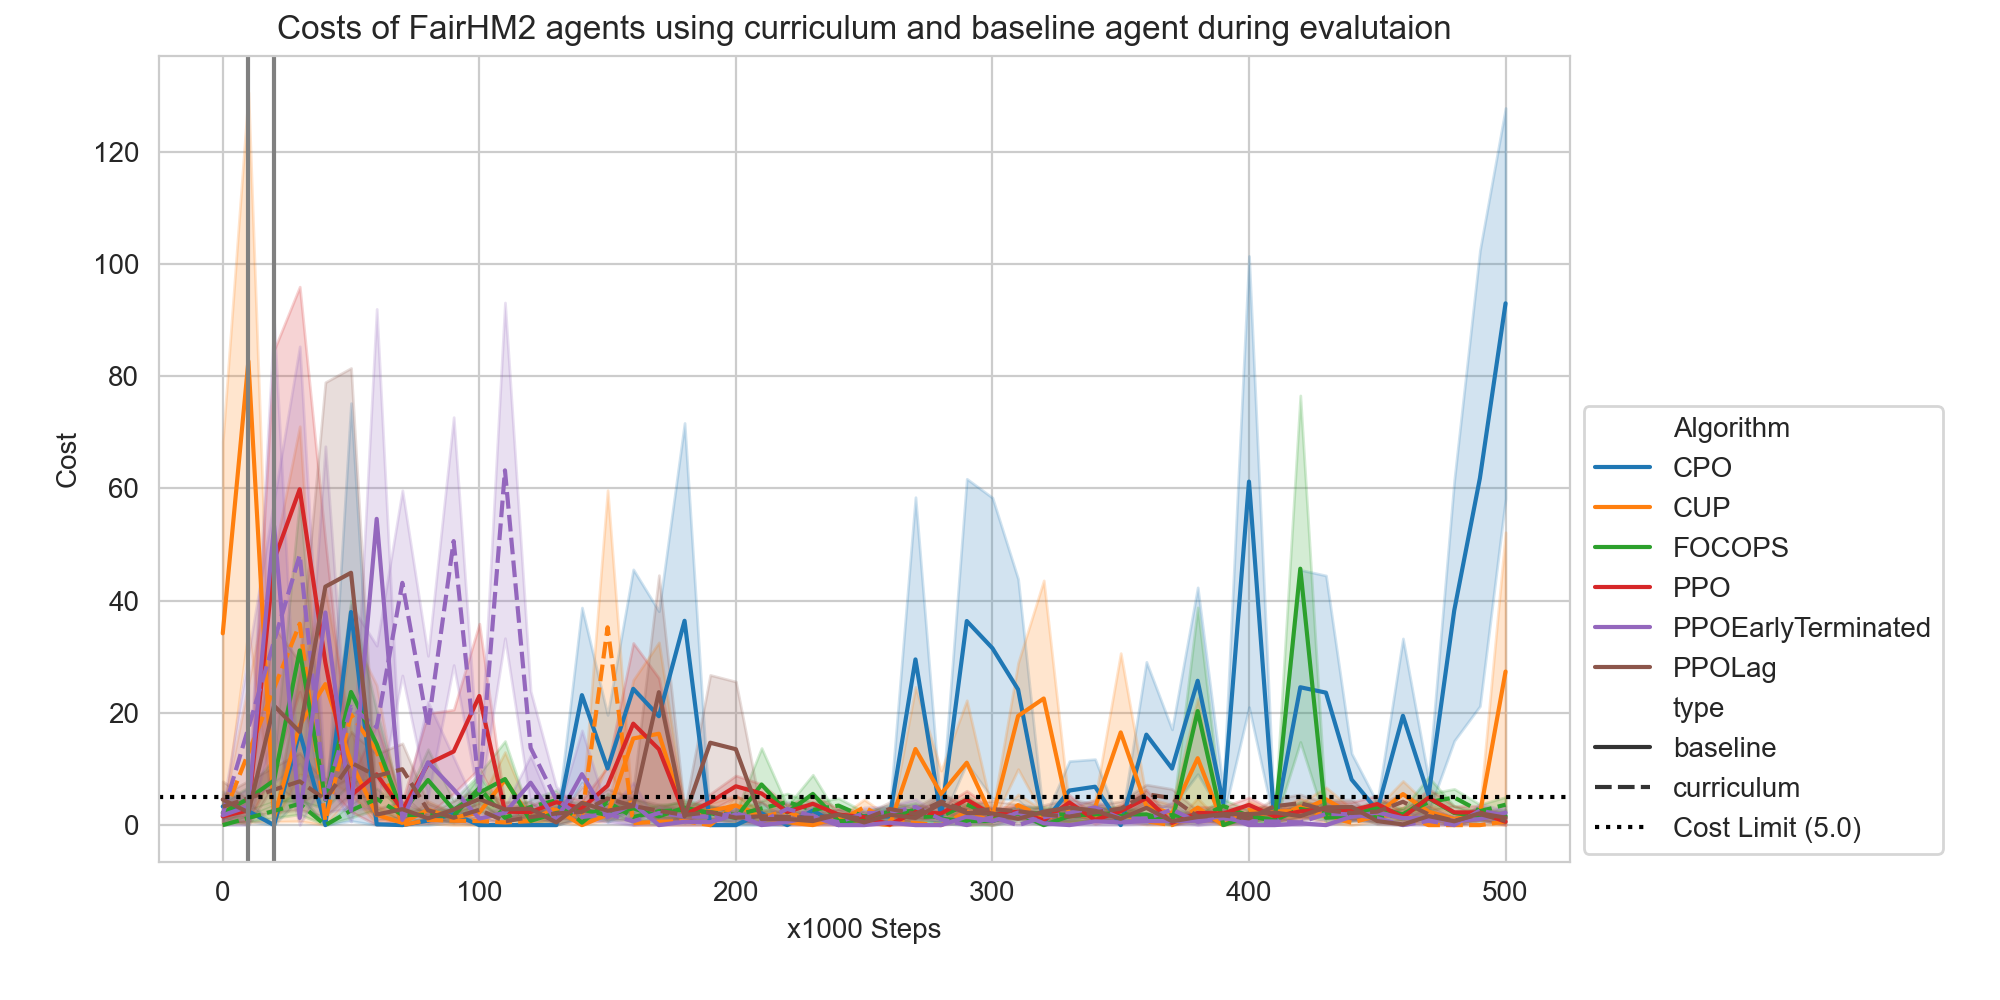 Costs of FairHM2 agents using curriculum and baseline agent during evalutaion
120
100
80
60
40
20
0
Cost
0 100 200 300 400 500
x1000 Steps
Algorithm
CPO
CUP
FOCOPS
PPO
PPOEarlyTerminated
PPOLag
type
baseline
curriculum
Cost Limit (5.0)